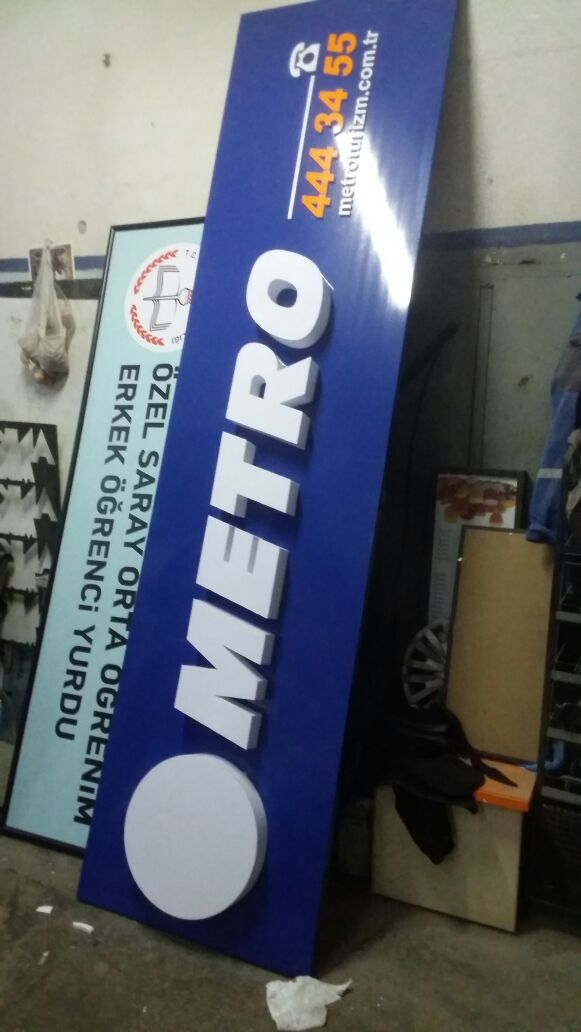 METRO
444 34 55
metroturizm.com.tr
T.C.
ÖZEL SARAY ORTA ÖĞRENİM
ERKEK ÖĞRENCİ YURDU